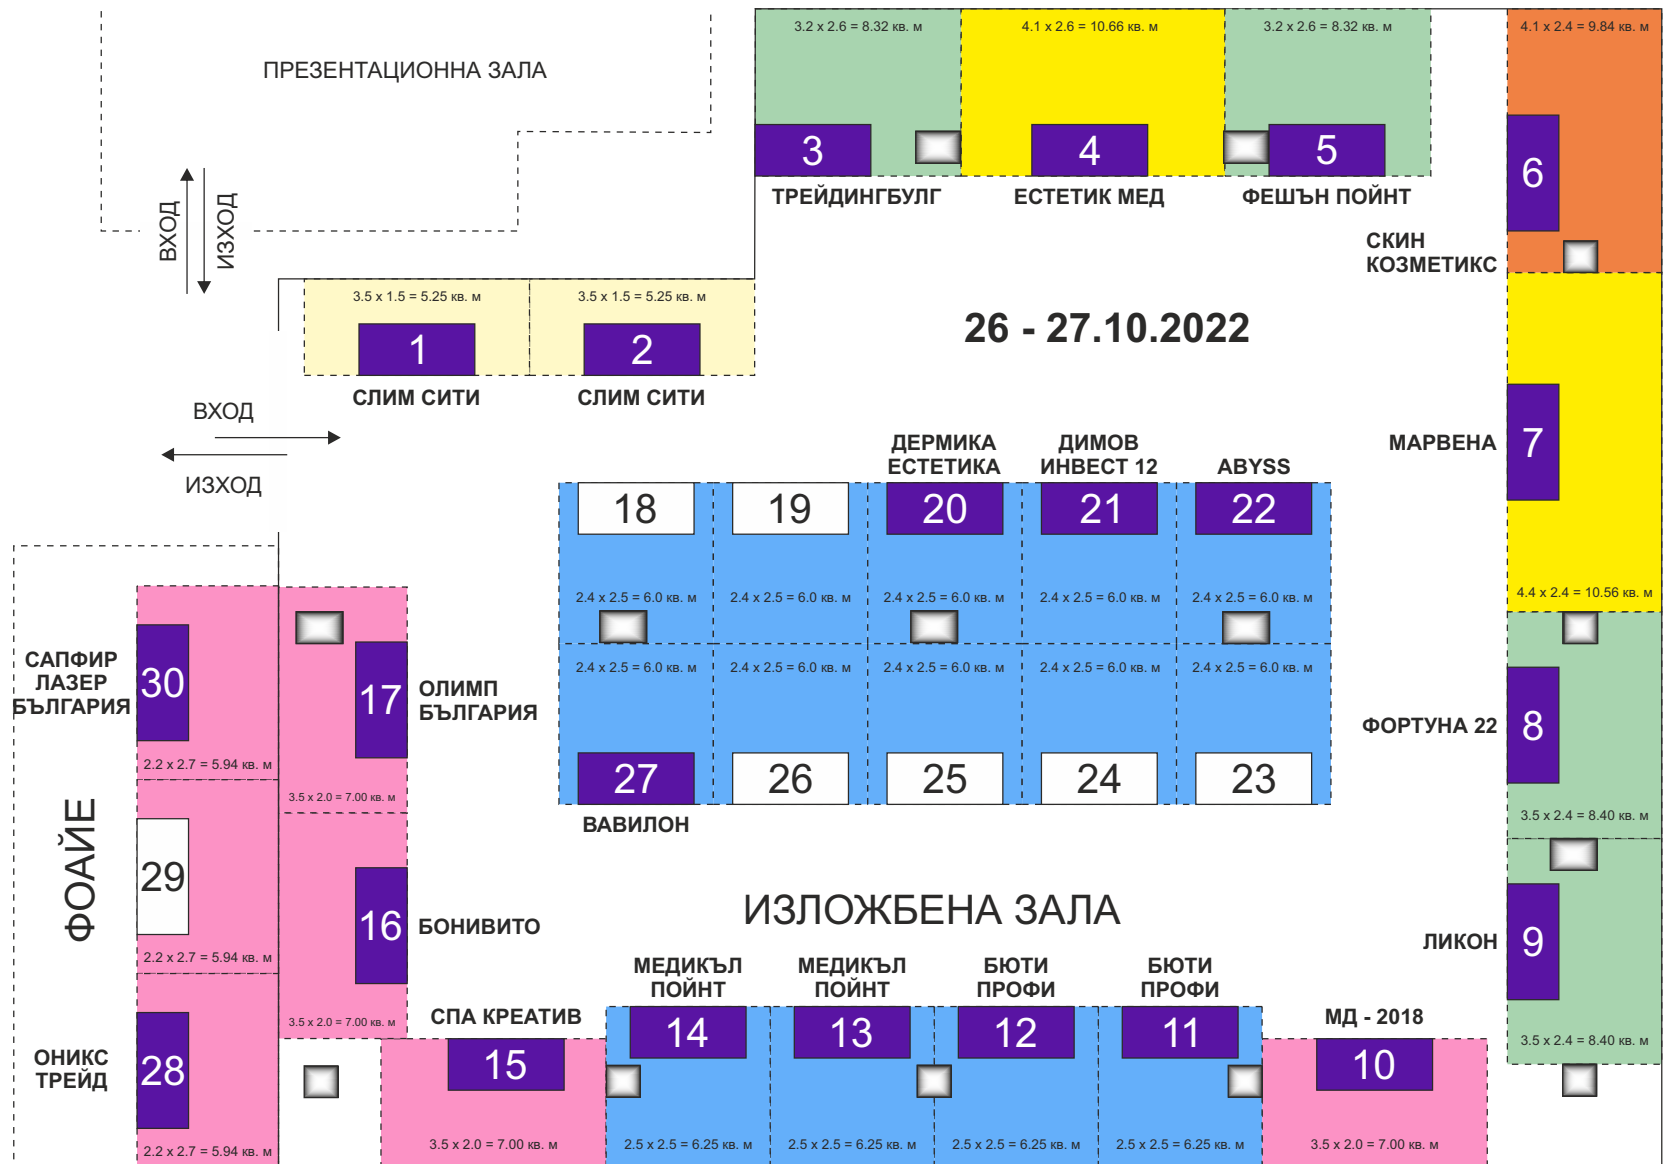 3.2 x 2.6 = 8.32 кв. м
4.1 x 2.6 = 10.66 кв. м
3.2 x 2.6 = 8.32 кв. м
4.1 x 2.4 = 9.84 кв. м
ПРЕЗЕНТАЦИОННА ЗАЛА
3
4
5
6
ТРЕЙДИНГБУЛГ
ЕСТЕТИК МЕД
ФЕШЪН ПОЙНТ
ВХОД
ИЗХОД
СКИН
КОЗМЕТИКС
3.5 x 1.5 = 5.25 кв. м
3.5 x 1.5 = 5.25 кв. м
26 - 27.10.2022
1
2
СЛИМ СИТИ
СЛИМ СИТИ
ВХОД
ИЗХОД
МАРВЕНА
7
4.4 x 2.4 = 10.56 кв. м
ДЕРМИКА
ЕСТЕТИКА
ДИМОВ
ИНВЕСТ 12
ABYSS
18
19
20
21
22
2.4 x 2.5 = 6.0 кв. м
2.4 x 2.5 = 6.0 кв. м
2.4 x 2.5 = 6.0 кв. м
2.4 x 2.5 = 6.0 кв. м
2.4 x 2.5 = 6.0 кв. м
2.4 x 2.5 = 6.0 кв. м
2.4 x 2.5 = 6.0 кв. м
2.4 x 2.5 = 6.0 кв. м
2.4 x 2.5 = 6.0 кв. м
2.4 x 2.5 = 6.0 кв. м
27
26
25
24
23
ВАВИЛОН
САПФИР
ЛАЗЕР
БЪЛГАРИЯ
30
2.2 x 2.7 = 5.94 кв. м
17
ОЛИМП
БЪЛГАРИЯ
3.5 x 2.0 = 7.00 кв. м
ФОРТУНА 22
8
3.5 x 2.4 = 8.40 кв. м
ФОАЙЕ
29
2.2 x 2.7 = 5.94 кв. м
16
БОНИВИТО
3.5 x 2.0 = 7.00 кв. м
ИЗЛОЖБЕНА ЗАЛА
ЛИКОН
9
3.5 x 2.4 = 8.40 кв. м
ОНИКС
ТРЕЙД
28
2.2 x 2.7 = 5.94 кв. м
СПА КРЕАТИВ
15
3.5 x 2.0 = 7.00 кв. м
МЕДИКЪЛ
ПОЙНТ
14
2.5 x 2.5 = 6.25 кв. м
МЕДИКЪЛ
ПОЙНТ
13
2.5 x 2.5 = 6.25 кв. м
БЮТИ
ПРОФИ
12
2.5 x 2.5 = 6.25 кв. м
БЮТИ
ПРОФИ
11
2.5 x 2.5 = 6.25 кв. м
МД - 2018
10
3.5 x 2.0 = 7.00 кв. м